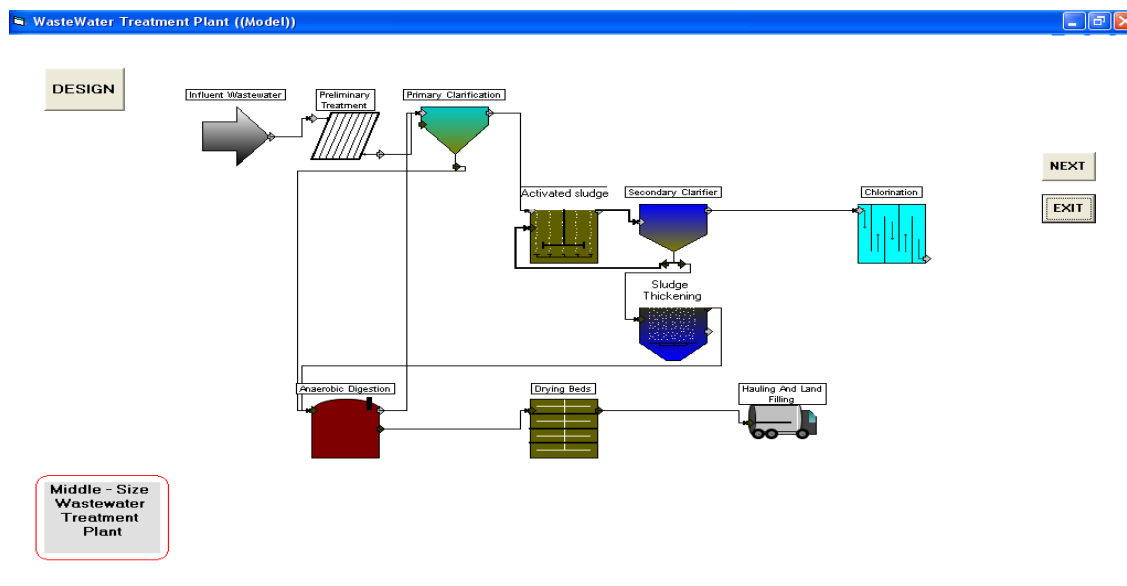 WasteWater Treatment Plant ((Model))
DESIGN
Influent Wastewater
Preliminary
Treatment
Primary Clarification
NEXT
Activated sludge
Secondary Clarifier
Chlorination
EXIT
Sludge
Thickening
Anaerobic Digestion
Drying Beds
Hauling And Land
Filling
Middle - Size
Wastewater
Treatment
Plant